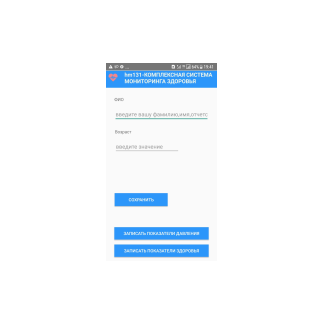 hm131-КОМПЛЕКСНАЯ СИСТЕМА
МОНИТОРИНГА ЗДОРОВЬЯ
ФИО
введите вашу фамилию,имя,отчетс
Возраст
введите значение
СОХРАНИТЬ
ЗАПИСАТЬ ПОКАЗАТЕЛИ ДАВЛЕНИЯ
ЗАПИСАТЬ ПОКАЗАТЕЛИ ЗДОРОВЬЯ